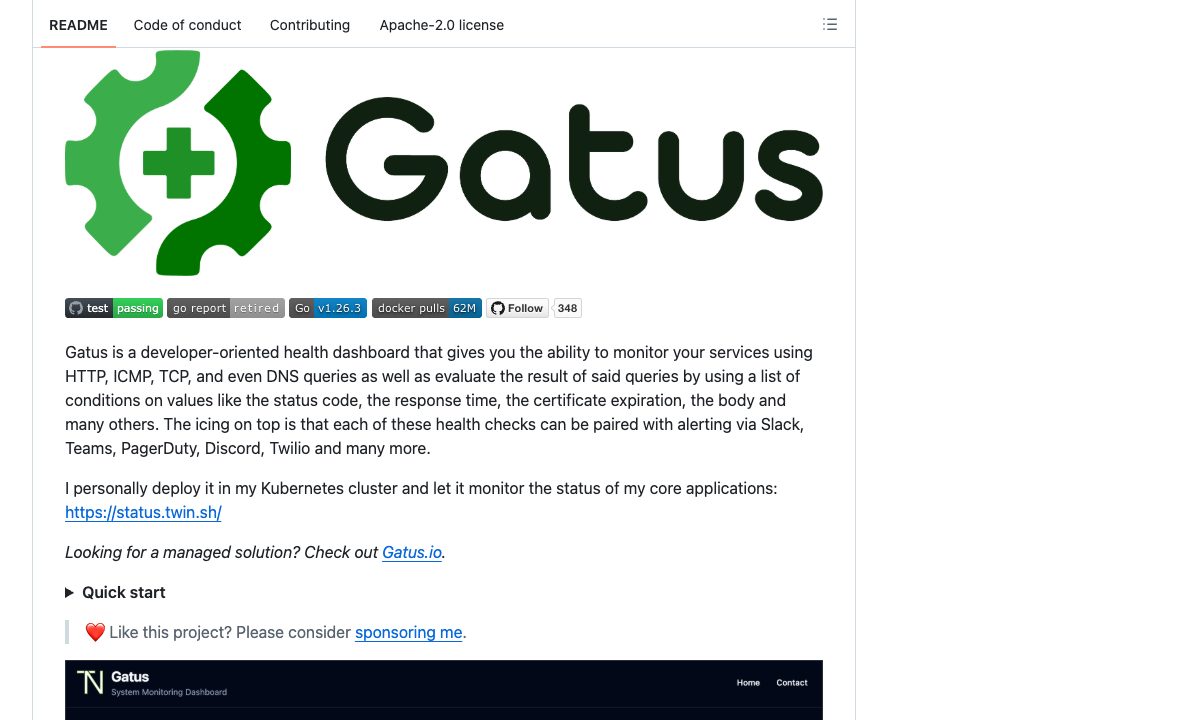 README Code of conduct Contributing Apache-2.0 license
Gatus
test passing go report retired Go v1.26.3 docker pulls 62M Follow 348
Gatus is a developer-oriented health dashboard that gives you the ability to monitor your services using
HTTP, ICMP, TCP, and even DNS queries as well as evaluate the result of said queries by using a list of
conditions on values like the status code, the response time, the certificate expiration, the body and
many others. The icing on top is that each of these health checks can be paired with alerting via Slack,
Teams, PagerDuty, Discord, Twilio and many more.
I personally deploy it in my Kubernetes cluster and let it monitor the status of my core applications:
https://status.twin.sh/
Looking for a managed solution? Check out Gatus.io.
Quick start
❤️ Like this project? Please consider sponsoring me.
TN Gatus
System Monitoring Dashboard
Home Contact